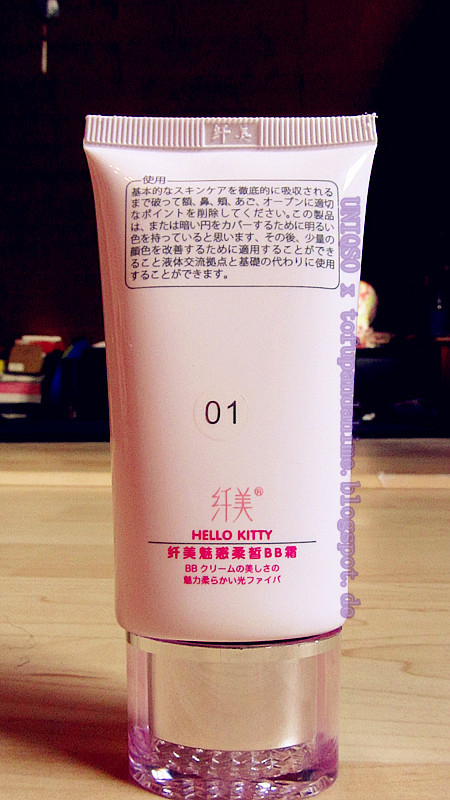 纤美
使用
基本的なスキンケアを徹底的に吸収される
まで破って額、鼻、頬、あご、オープンに適切
なポイントを削除してください。この製品
は、または暗い円をカバーするために明るい
色を持っていると思います、その後、少量の
顔色を改善するために適用することができ
ること液体交流拠点と基礎の代わりに使用
することができます。
01
纤美®
HELLO KITTY
纤美魅惑柔皙BB霜
BBクリームの美しさの
魅力柔らかい光ファイバ
UNIQSO x tofupandahime.blogspot.de